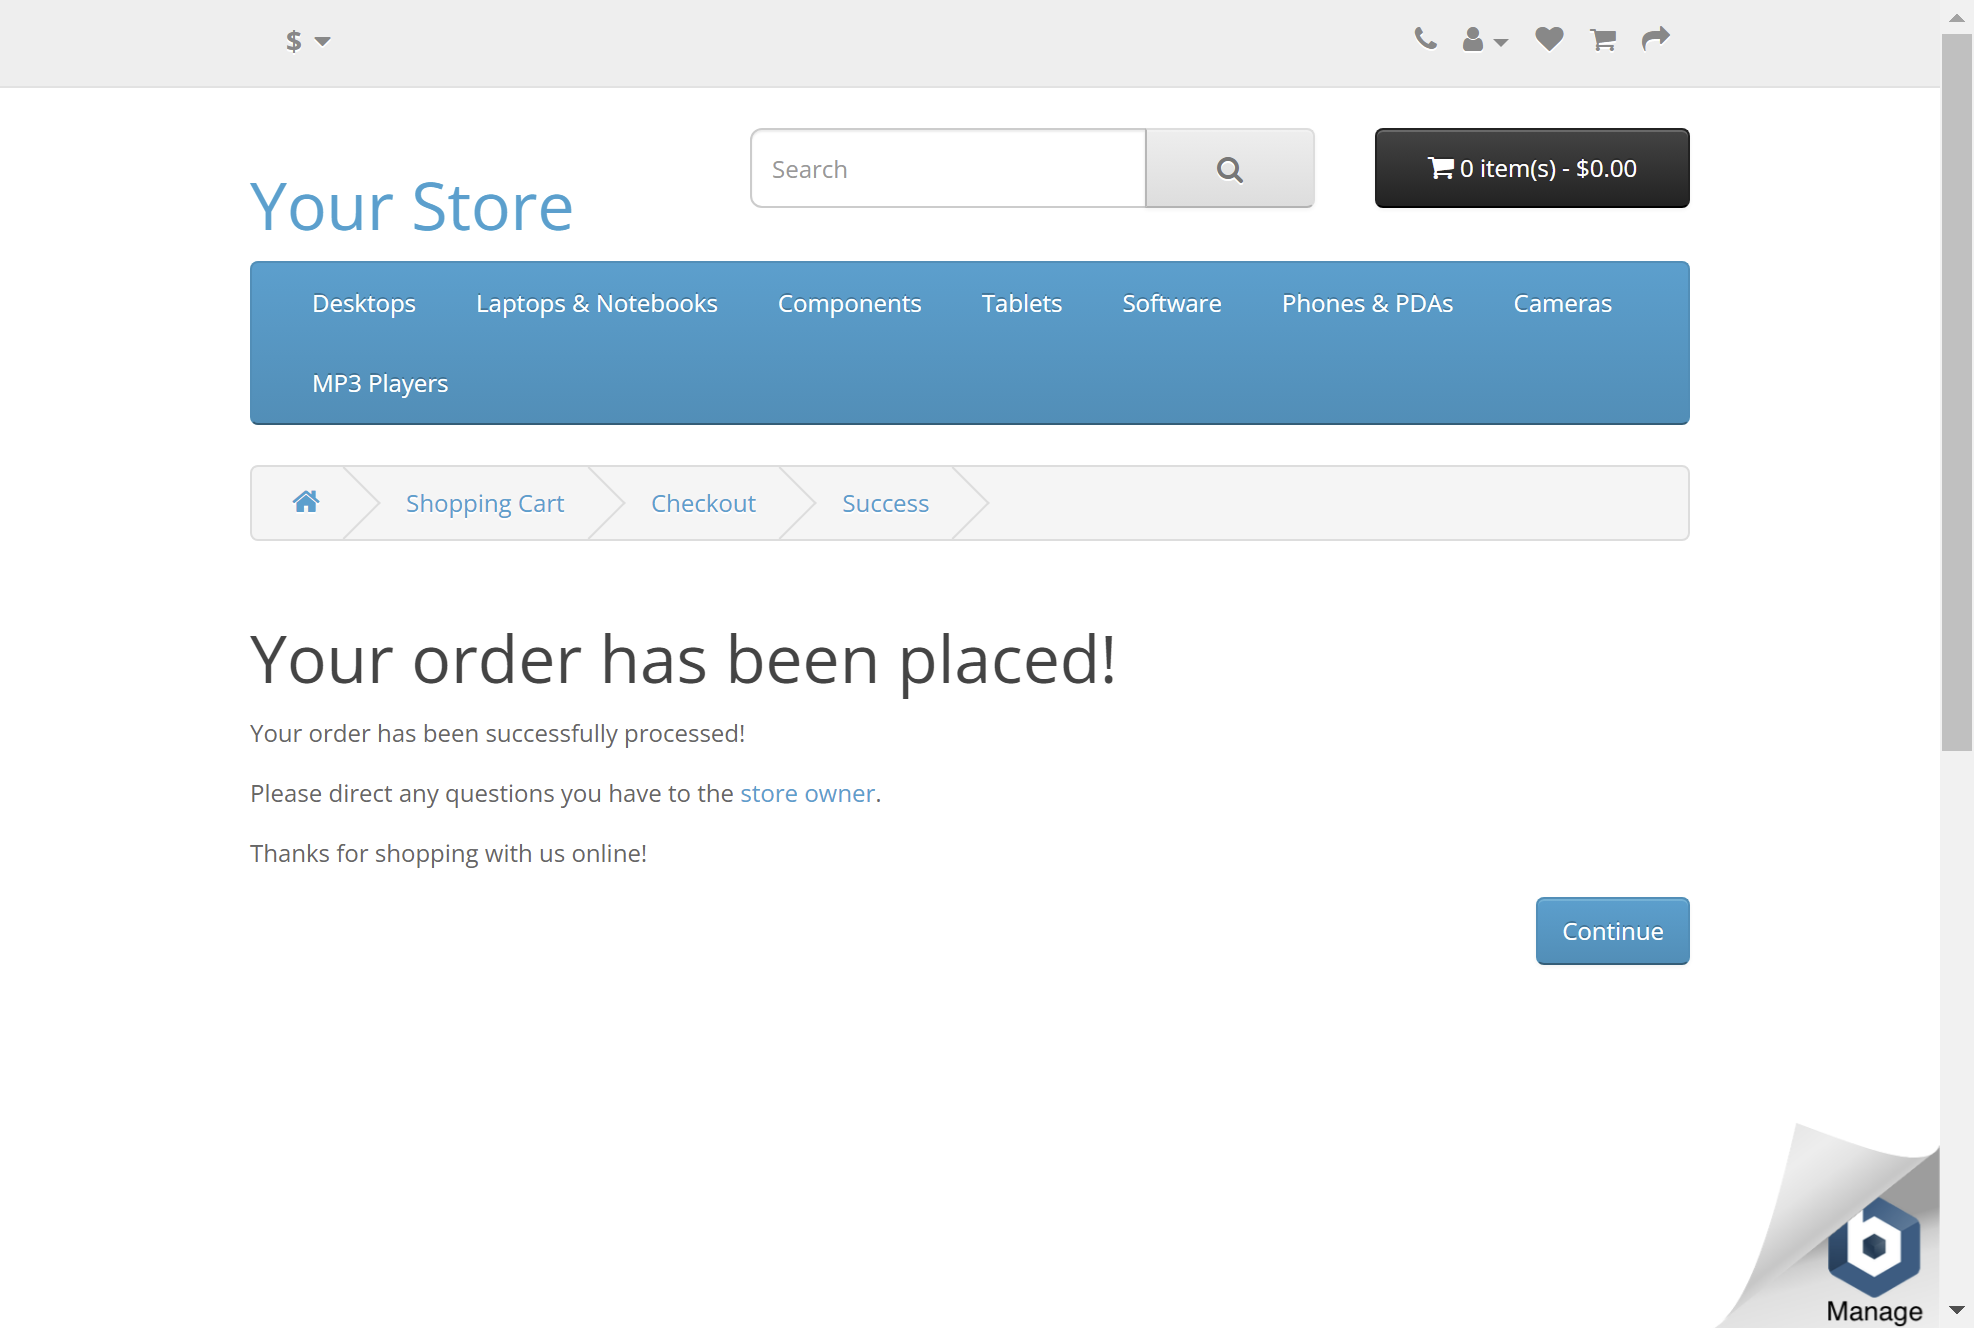 $
Search
0 item(s) - $0.00
Your Store
Desktops Laptops & Notebooks Components Tablets Software Phones & PDAs Cameras
MP3 Players
Shopping Cart Checkout Success
Your order has been placed!
Your order has been successfully processed!
Please direct any questions you have to the store owner.
Thanks for shopping with us online!
Continue
b
Manage